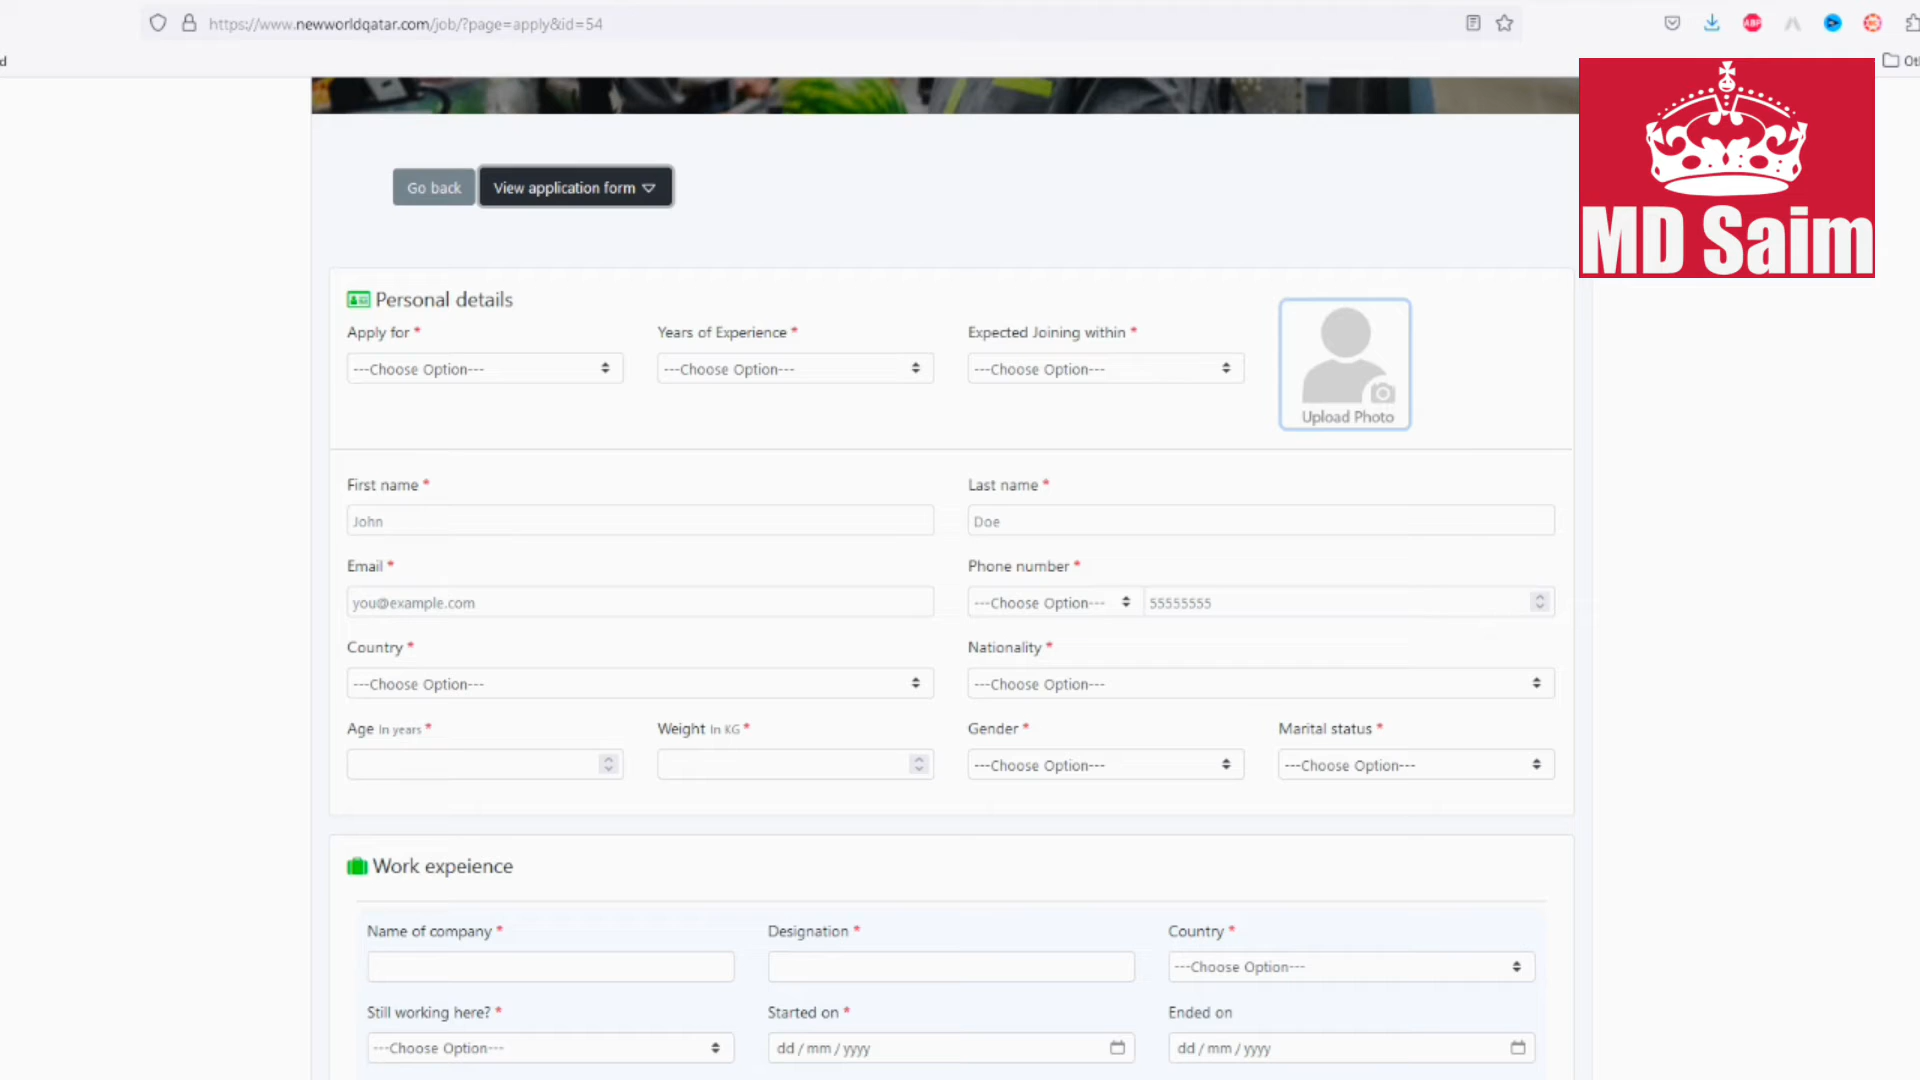 https://www.newworldqatar.com/job/?page=apply&id=54
ABP
d
Ot
MD Saim
Go back
View application form
Personal details
Apply for *
Years of Experience *
Expected Joining within *
---Choose Option---
---Choose Option---
---Choose Option---
Upload Photo
First name *
Last name *
John
Doe
Email *
Phone number *
you@example.com
---Choose Option---
55555555
Country *
Nationality *
---Choose Option---
---Choose Option---
Age In years *
Weight In KG *
Gender *
Marital status *
---Choose Option---
---Choose Option---
Work expeience
Name of company *
Designation *
Country *
---Choose Option---
Still working here? *
Started on *
Ended on
---Choose Option---
dd / mm / yyyy
dd / mm / yyyy